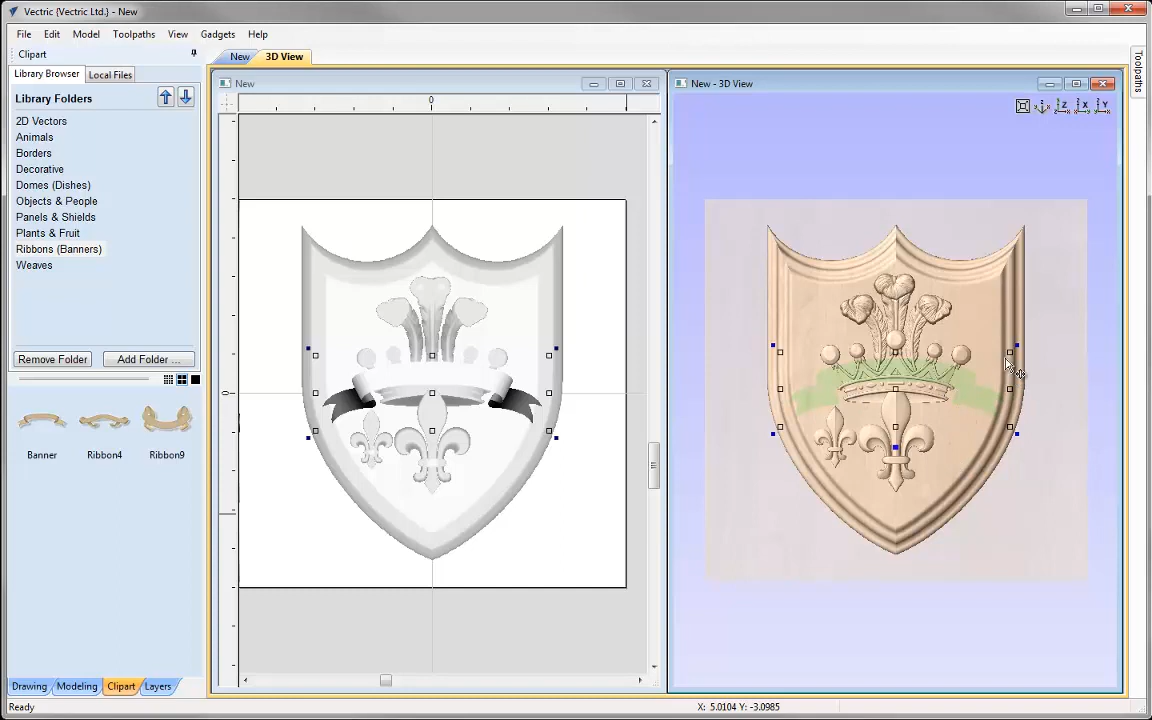 Vectric {Vectric Ltd.} - New
File Edit Model Toolpaths View Gadgets Help
Clipart
Library Browser Local Files
Library Folders
2D Vectors
Animals
Borders
Decorative
Domes (Dishes)
Objects & People
Panels & Shields
Plants & Fruit
Ribbons (Banners)
Weaves
Remove Folder Add Folder ...
Banner Ribbon4 Ribbon9
Drawing Modeling Clipart Layers
New 3D View
New
0
0
New - 3D View
Z X Y
Toolpaths
Ready
X: 5.0104 Y: -3.0985